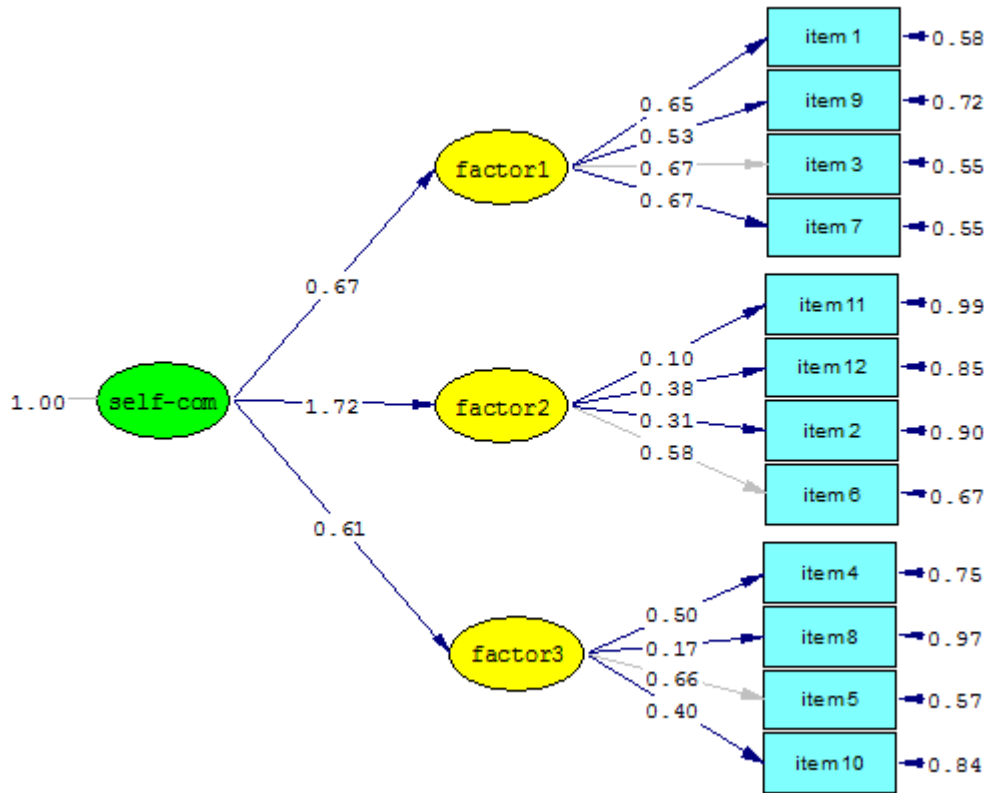 item 1
0.58
item 9
0.72
item 3
0.55
item 7
0.55
0.65
0.53
0.67
0.67
factor1
0.67
item 11
0.99
item 12
0.85
item 2
0.90
item 6
0.67
0.10
0.38
0.31
0.58
factor2
1.72
1.00
self-com
0.61
factor3
item 4
0.75
item 8
0.97
item 5
0.57
item 10
0.84
0.50
0.17
0.66
0.40